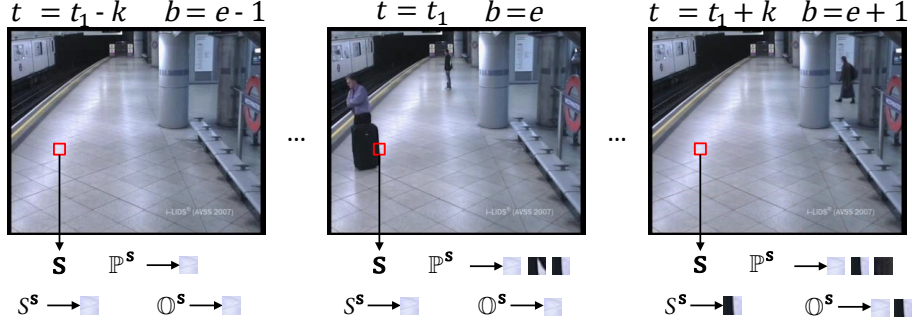 t = t₁ - k b = e - 1
t = t₁ b = e
t = t₁ + k b = e + 1
i-LIDS® (AVSS 2007)
...
i-LIDS® (AVSS 2007)
...
i-LIDS® (AVSS 2007)
S ℙˢ
S ℙˢ
S ℙˢ
Sˢ 𝕆ˢ
Sˢ 𝕆ˢ
Sˢ 𝕆ˢ